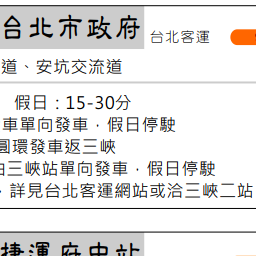 台北市政府 台北客運
道、安坑交流道
假日：15-30分
車單向發車，假日停駛
圓環發車返三峽
由三峽站單向發車，假日停駛
，詳見台北客運網站或洽三峽二站
捷運府中站